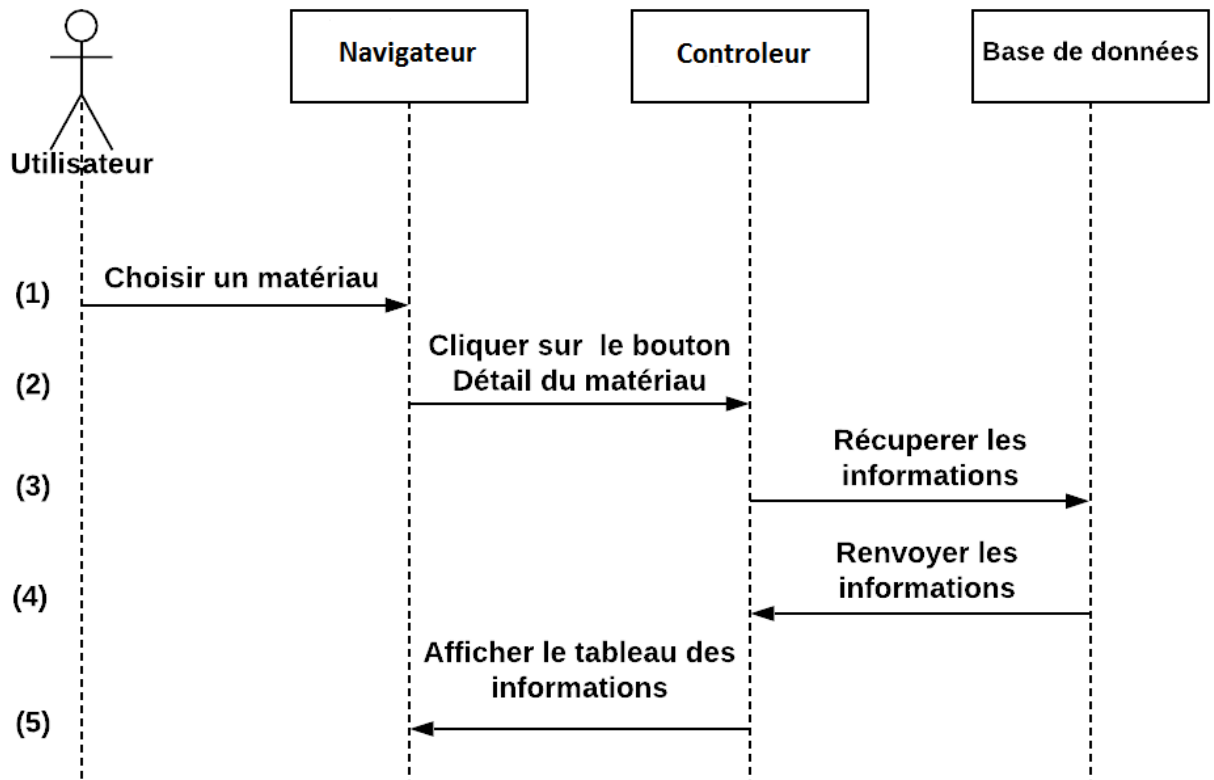 Navigateur
Controleur
Base de données
Utilisateur
(1)
Choisir un matériau
(2)
Cliquer sur le bouton
Détail du matériau
(3)
Récuperer les
informations
(4)
Renvoyer les
informations
(5)
Afficher le tableau des
informations